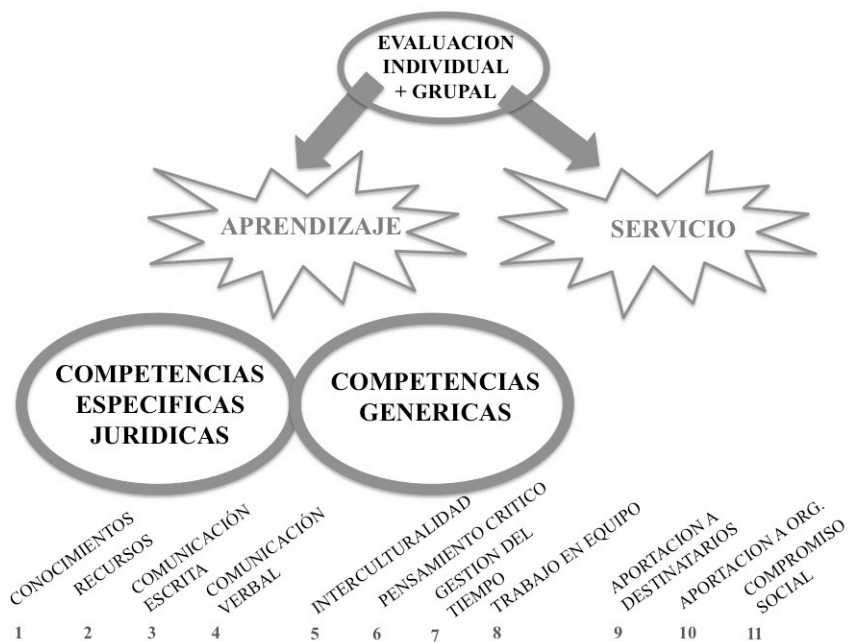 EVALUACION
INDIVIDUAL
+ GRUPAL
APRENDIZAJE
SERVICIO
COMPETENCIAS
ESPECIFICAS
JURIDICAS
COMPETENCIAS
GENERICAS
CONOCIMIENTOS
RECURSOS
COMUNICACIÓN
ESCRITA
COMUNICACIÓN
VERBAL
INTERCULTURALIDAD
PENSAMIENTO CRITICO
GESTION DEL
TIEMPO
TRABAJO EN EQUIPO
APORTACION A
DESTINATARIOS
APORTACION A ORG.
COMPROMISO
SOCIAL
1 2 3 4 5 6 7 8 9 10 11